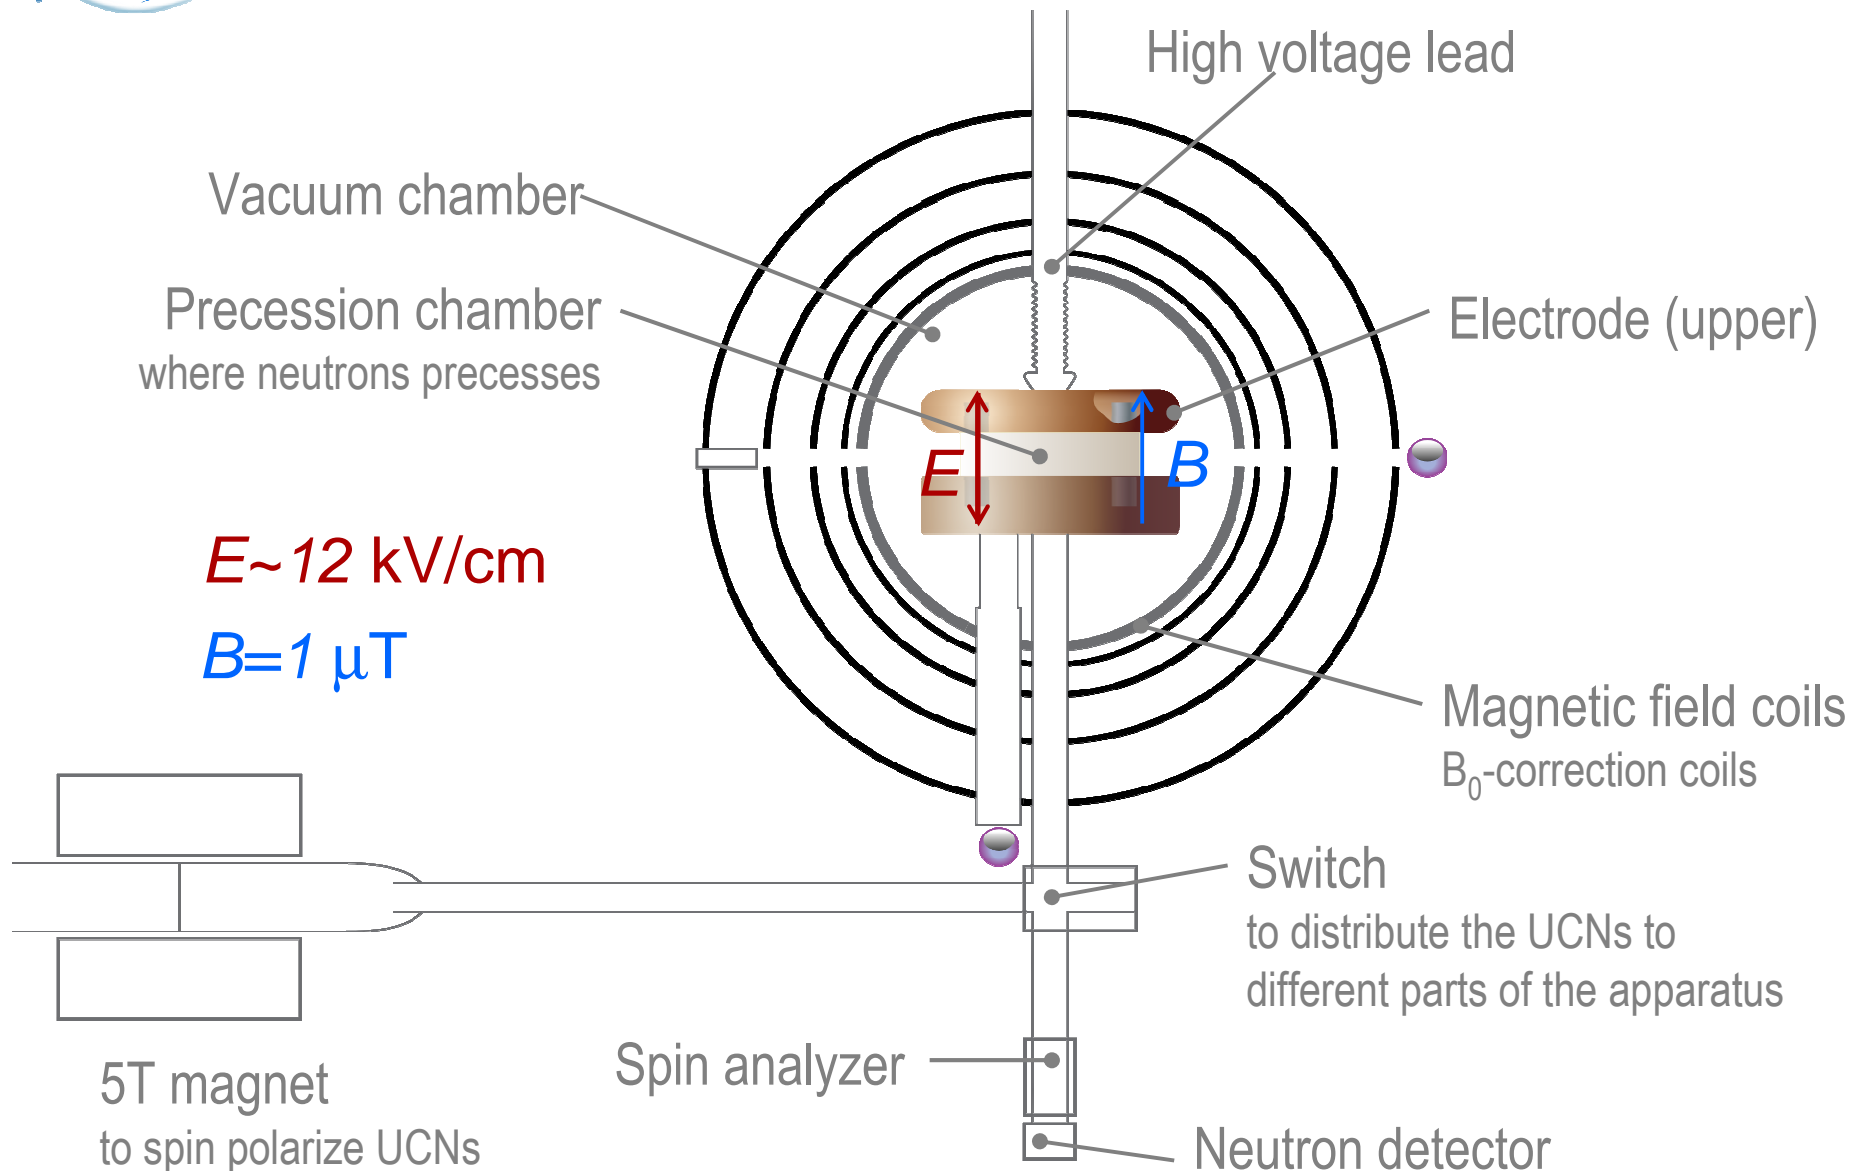 High voltage lead
Vacuum chamber
Precession chamber
where neutrons precesses
Electrode (upper)
E
B
E~12 kV/cm
B=1 μT
Magnetic field coils
B₀-correction coils
Switch
to distribute the UCNs to
different parts of the apparatus
Spin analyzer
5T magnet
to spin polarize UCNs
Neutron detector